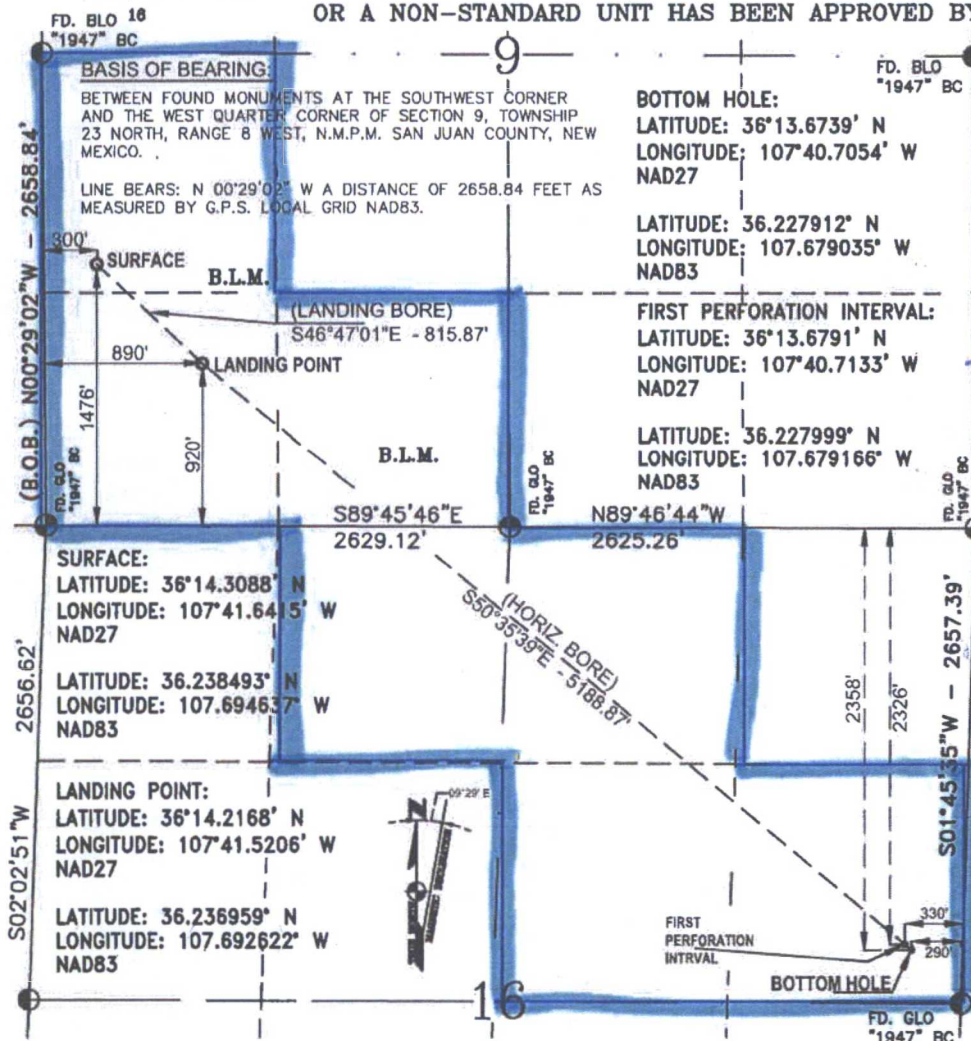 OR A NON-STANDARD UNIT HAS BEEN APPROVED BY
FD. BLO 16
"1947" BC
9
FD. BLO
"1947" BC
BASIS OF BEARING:
BETWEEN FOUND MONUMENTS AT THE SOUTHWEST CORNER
AND THE WEST QUARTER CORNER OF SECTION 9, TOWNSHIP
23 NORTH, RANGE 8 WEST, N.M.P.M. SAN JUAN COUNTY, NEW
MEXICO.
LINE BEARS: N 00°29'02" W A DISTANCE OF 2658.84 FEET AS
MEASURED BY G.P.S. LOCAL GRID NAD83.
BOTTOM HOLE:
LATITUDE: 36°13.6739' N
LONGITUDE: 107°40.7054' W
NAD27
LATITUDE: 36.227912° N
LONGITUDE: 107.679035° W
NAD83
FIRST PERFORATION INTERVAL:
LATITUDE: 36°13.6791' N
LONGITUDE: 107°40.7133' W
NAD27
LATITUDE: 36.227999° N
LONGITUDE: 107.679166° W
NAD83
(B.O.B.) N00°29'02"W - 2658.84'
300'
SURFACE
B.L.M.
(LANDING BORE)
S46°47'01"E - 815.87'
890'
LANDING POINT
1476'
920'
B.L.M.
FD. GLO
"1947" BC
FD. GLO
"1947" BC
FD. GLO
"1947" BC
S89°45'46"E
2629.12'
N89°46'44"W
2625.26'
SURFACE:
LATITUDE: 36°14.3088' N
LONGITUDE: 107°41.6415' W
NAD27
LATITUDE: 36.238493° N
LONGITUDE: 107.694637° W
NAD83
(HORIZ. BORE)
S50°35'39"E - 5188.87'
2358'
2326'
S01°45'35"W - 2657.39'
2656.62'
S02°02'51"W
LANDING POINT:
LATITUDE: 36°14.2168' N
LONGITUDE: 107°41.5206' W
NAD27
LATITUDE: 36.236959° N
LONGITUDE: 107.692622° W
NAD83
09°29' E
N
FIRST
PERFORATION
INTRVAL
330'
290'
BOTTOM HOLE
16
FD. GLO
"1947" BC